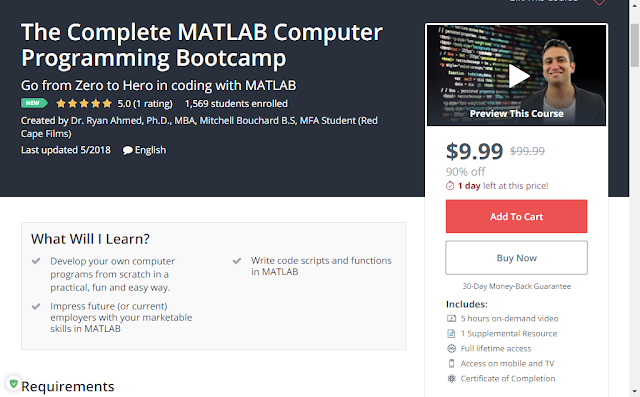 The Complete MATLAB Computer
Programming Bootcamp
Go from Zero to Hero in coding with MATLAB
NEW 5.0 (1 rating) 1,569 students enrolled
Created by Dr. Ryan Ahmed, Ph.D., MBA, Mitchell Bouchard B.S, MFA Student (Red
Cape Films)
Last updated 5/2018 English
Preview This Course
$9.99 $99.99
90% off
1 day left at this price!
Add To Cart
Buy Now
30-Day Money-Back Guarantee
Includes:
5 hours on-demand video
1 Supplemental Resource
Full lifetime access
Access on mobile and TV
Certificate of Completion
What Will I Learn?
Develop your own computer
programs from scratch in a
practical, fun and easy way.
Impress future (or current)
employers with your marketable
skills in MATLAB
Write code scripts and functions
in MATLAB
Requirements